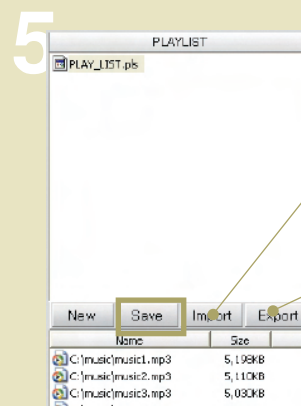 5
PLAYLIST
PLAY_LIST.pls
New Save Import Export
Name Size
C:\music\music1.mp3 5,198KB
C:\music\music2.mp3 5,110KB
C:\music\music3.mp3 5,030KB